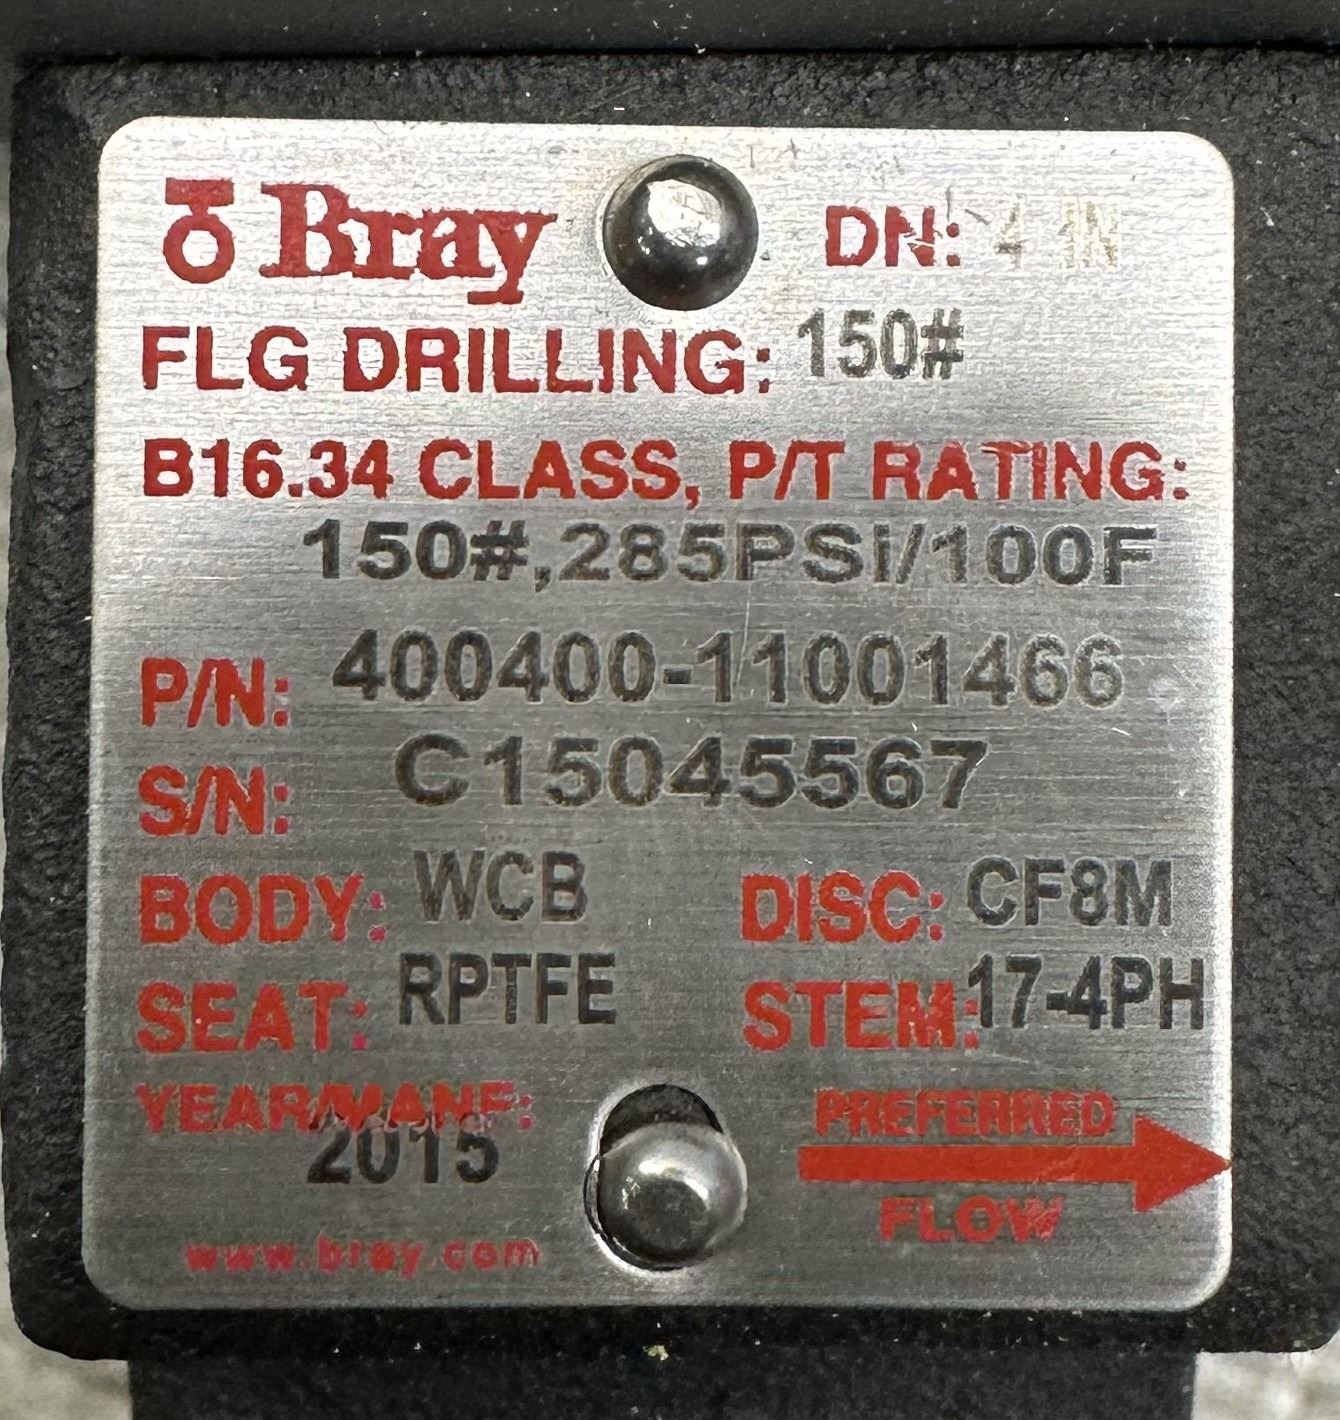 Bray DN: 4 IN
FLG DRILLING: 150#
B16.34 CLASS, P/T RATING:
150#,285PSi/100F
P/N: 400400-11001466
S/N: C15045567
BODY: WCB DISC: CF8M
SEAT: RPTFE STEM: 17-4PH
YEAR/MANF: PREFERRED
2015
FLOW
www.bray.com